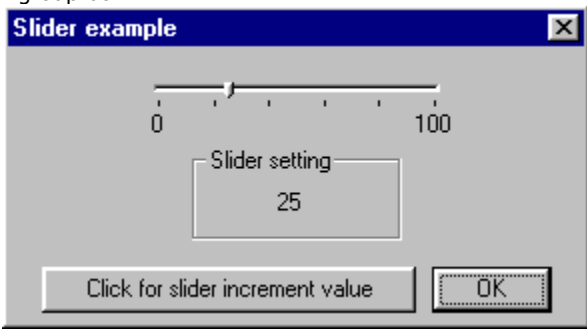 Slider example
0 100
Slider setting
25
Click for slider increment value OK